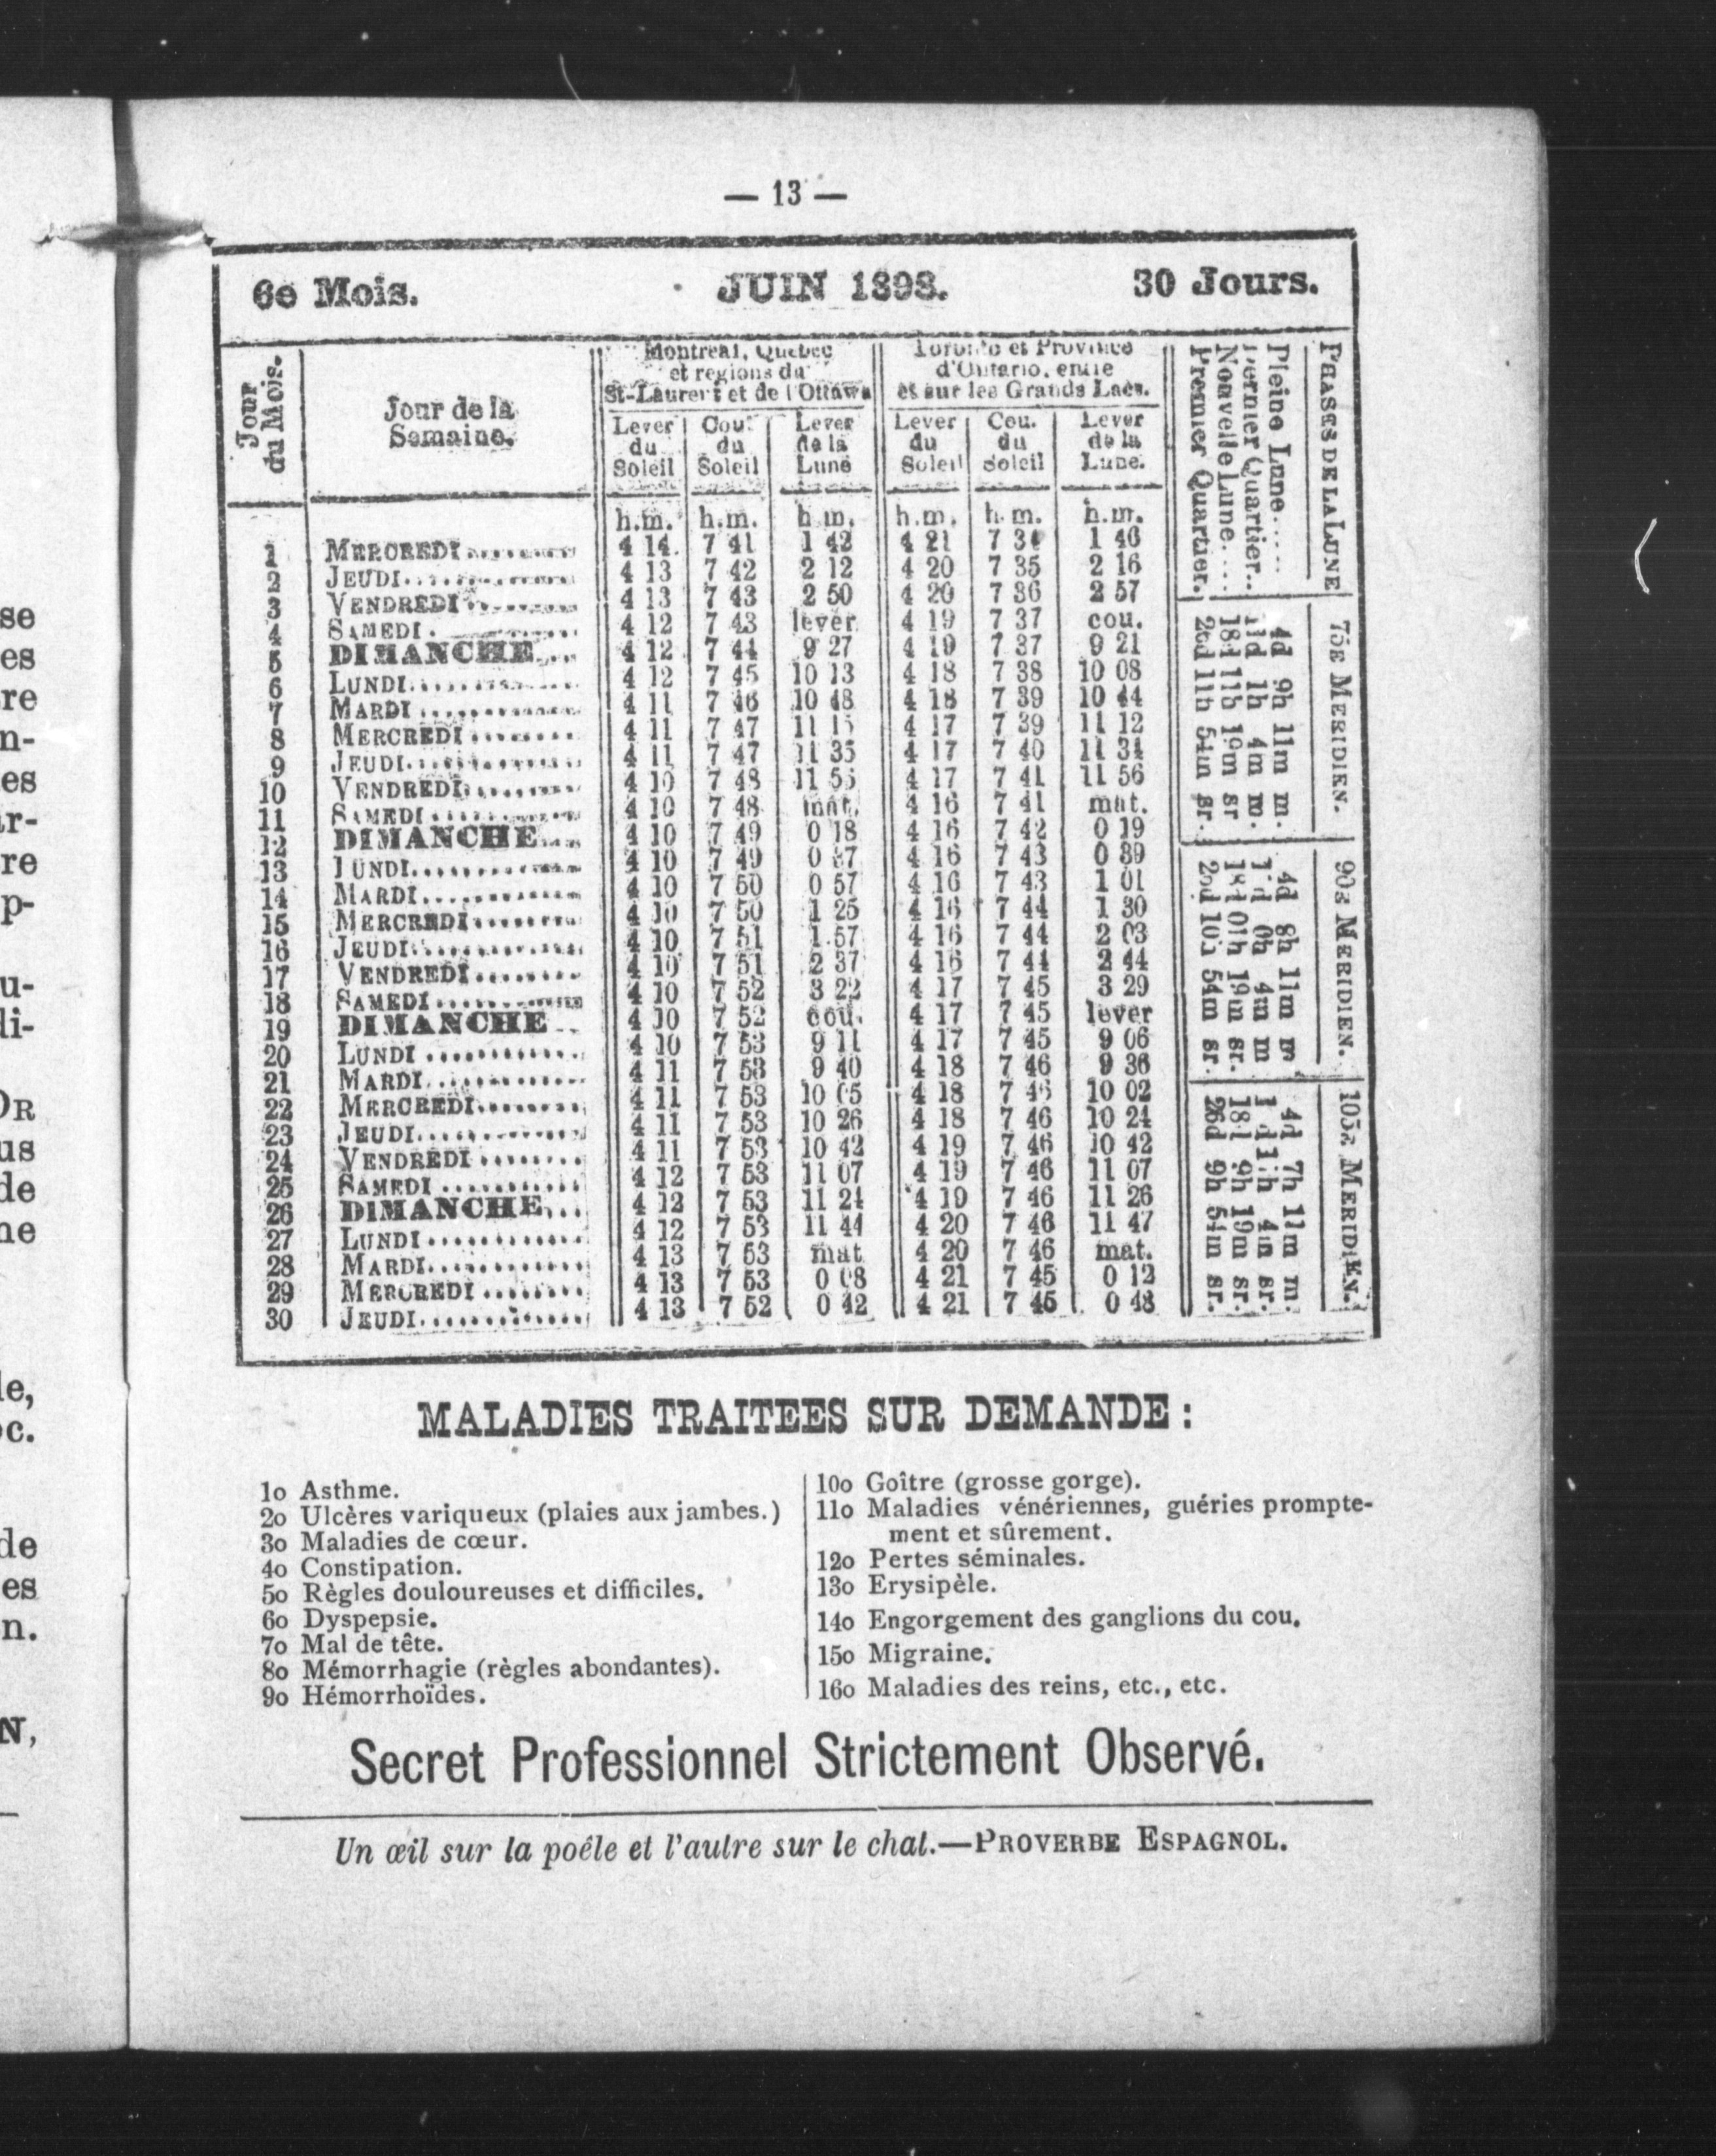 — 13 —
6e Mois. JUIN 1898. 30 Jours.
Jour du Mois.
Jour de la Semaine.
Montreal, Quebec et regions du St-Laurent et de l'Ottawa
Toronto et Province d'Ontario, entre et sur les Grands Lacs.
Lever du Soleil
Cou. du Soleil
Lever de la Lune
Lever du Soleil
Cou. du Soleil
Lever de la Lune.
h.m. h.m. h.m. h.m. h.m. h.m.
1 MERCREDI 4 14 7 41 1 42 4 21 7 34 1 46
2 JEUDI 4 13 7 42 2 12 4 20 7 35 2 16
3 VENDREDI 4 13 7 43 2 50 4 20 7 36 2 57
4 SAMEDI 4 12 7 43 lever 4 19 7 37 cou.
5 DIMANCHE 4 12 7 44 9 27 4 19 7 37 9 21
6 LUNDI 4 12 7 45 10 13 4 18 7 38 10 08
7 MARDI 4 11 7 46 10 48 4 18 7 39 10 44
8 MERCREDI 4 11 7 47 11 15 4 17 7 39 11 12
9 JEUDI 4 11 7 47 11 35 4 17 7 40 11 34
10 VENDREDI 4 10 7 48 11 55 4 17 7 41 11 56
11 SAMEDI 4 10 7 48 mat. 4 16 7 41 mat.
12 DIMANCHE 4 10 7 49 0 18 4 16 7 42 0 19
13 LUNDI 4 10 7 49 0 37 4 16 7 43 0 39
14 MARDI 4 10 7 50 0 57 4 16 7 43 1 01
15 MERCREDI 4 10 7 50 1 25 4 16 7 44 1 30
16 JEUDI 4 10 7 51 1 57 4 16 7 44 2 03
17 VENDREDI 4 10 7 51 2 37 4 16 7 44 2 44
18 SAMEDI 4 10 7 52 3 22 4 17 7 45 3 29
19 DIMANCHE 4 10 7 52 cou. 4 17 7 45 lever
20 LUNDI 4 10 7 53 9 11 4 17 7 45 9 06
21 MARDI 4 11 7 53 9 40 4 18 7 46 9 36
22 MERCREDI 4 11 7 53 10 05 4 18 7 46 10 02
23 JEUDI 4 11 7 53 10 26 4 18 7 46 10 24
24 VENDREDI 4 11 7 53 10 42 4 19 7 46 10 42
25 SAMEDI 4 12 7 53 11 07 4 19 7 46 11 07
26 DIMANCHE 4 12 7 53 11 24 4 19 7 46 11 26
27 LUNDI 4 12 7 53 11 44 4 20 7 46 11 47
28 MARDI 4 13 7 53 mat 4 20 7 46 mat.
29 MERCREDI 4 13 7 53 0 08 4 21 7 45 0 12
30 JEUDI 4 13 7 52 0 42 4 21 7 45 0 48
PHASES DE LA LUNE 75E MERIDIEN. 90E MERIDIEN. 105E MERIDIEN.
Pleine Lune 4d 9h 11m m. 4d 8h 11m m 4d 7h 11m m.
Dernier Quartier 11d 1h 4m m. 11d 0h 4m m 4m sr.
Nouvelle Lune 18d 11h 19m sr 18d 19m sr. 18d 9h 19m sr.
Premier Quartier. 26d 11h 54m sr. 26d 10h 54m sr. 26d 9h 54m sr.
MALADIES TRAITEES SUR DEMANDE :
1o Asthme.
2o Ulcères variqueux (plaies aux jambes.)
3o Maladies de cœur.
4o Constipation.
5o Règles douloureuses et difficiles.
6o Dyspepsie.
7o Mal de tête.
8o Mémorrhagie (règles abondantes).
9o Hémorrhoïdes.
10o Goître (grosse gorge).
11o Maladies vénériennes, guéries prompte-
ment et sûrement.
12o Pertes séminales.
13o Erysipèle.
14o Engorgement des ganglions du cou.
15o Migraine.
16o Maladies des reins, etc., etc.
Secret Professionnel Strictement Observé.
Un œil sur la poêle et l'autre sur le chat.—PROVERBE ESPAGNOL.